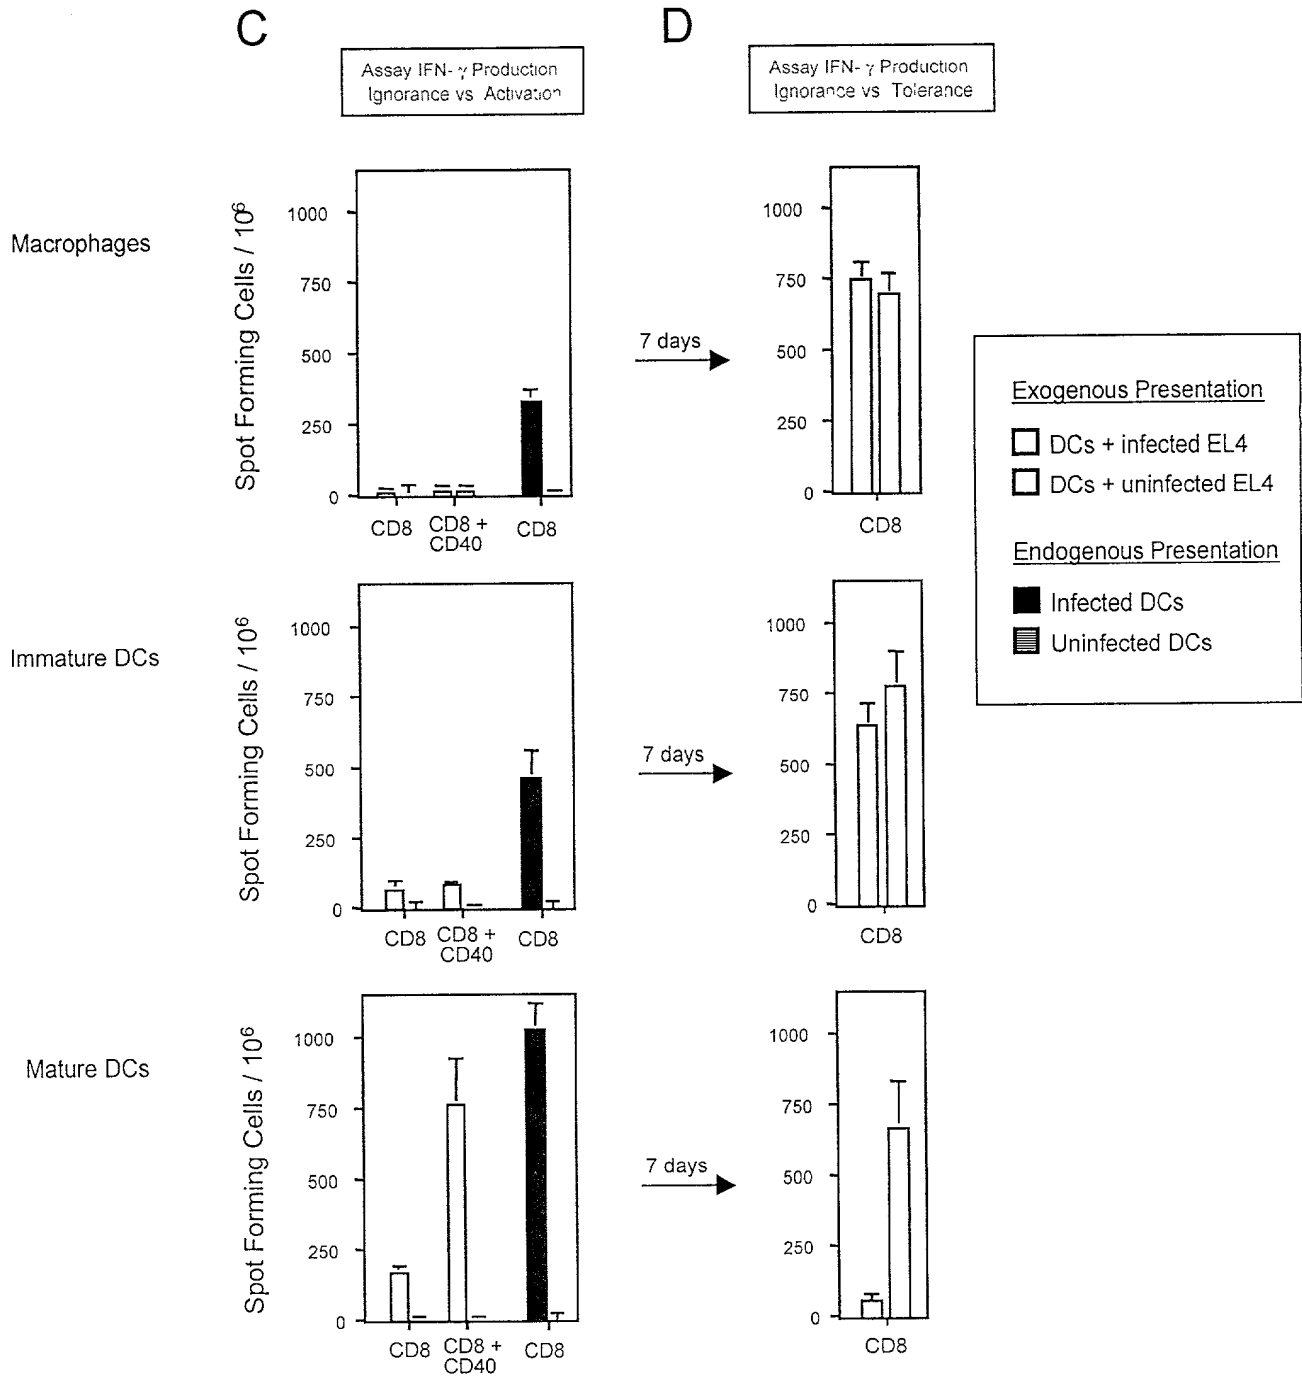 C
D
Assay IFN- γ Production
Ignorance vs Activation
Assay IFN- γ Production
Ignorance vs Tolerance
Macrophages
Spot Forming Cells / 10⁶
1000
750
500
250
0
CD8
CD8 +
CD40
CD8
7 days
1000
750
500
250
0
CD8
Exogenous Presentation
DCs + infected EL4
DCs + uninfected EL4
Endogenous Presentation
Infected DCs
Uninfected DCs
Immature DCs
Spot Forming Cells / 10⁶
1000
750
500
250
0
CD8
CD8 +
CD40
CD8
7 days
1000
750
500
250
0
CD8
Mature DCs
Spot Forming Cells / 10⁶
1000
750
500
250
0
CD8
CD8 +
CD40
CD8
7 days
1000
750
500
250
0
CD8